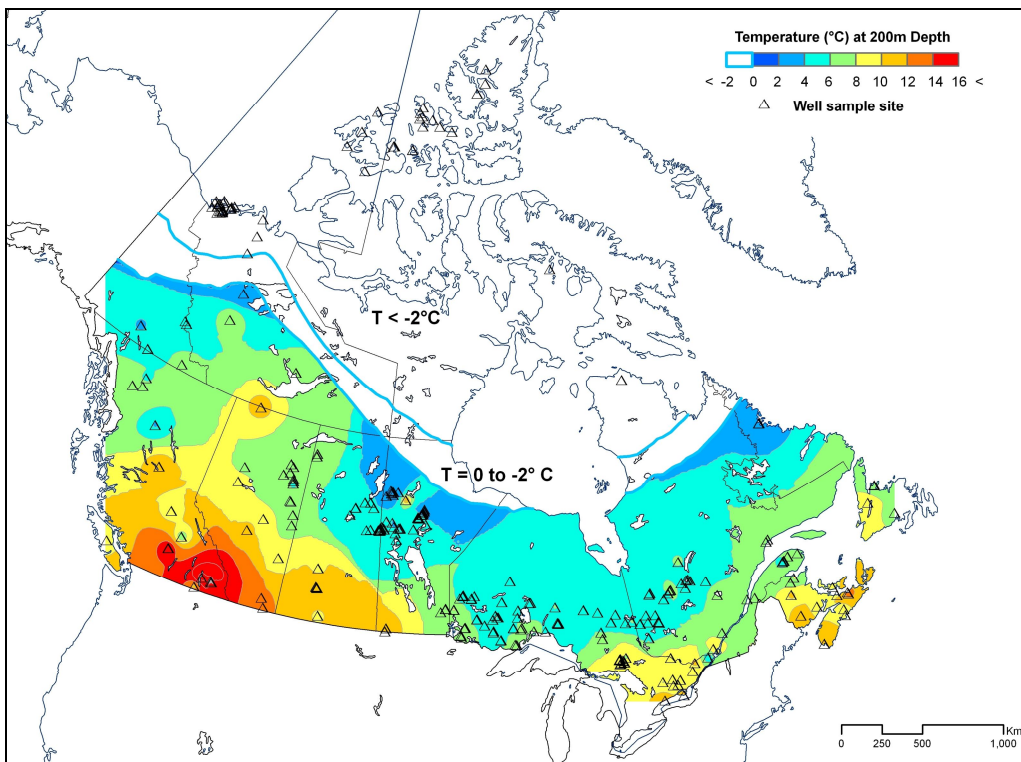 Temperature (°C) at 200m Depth
< -2 0 2 4 6 8 10 12 14 16 <
Well sample site
T < -2°C
T = 0 to -2° C
Km
0 250 500 1,000